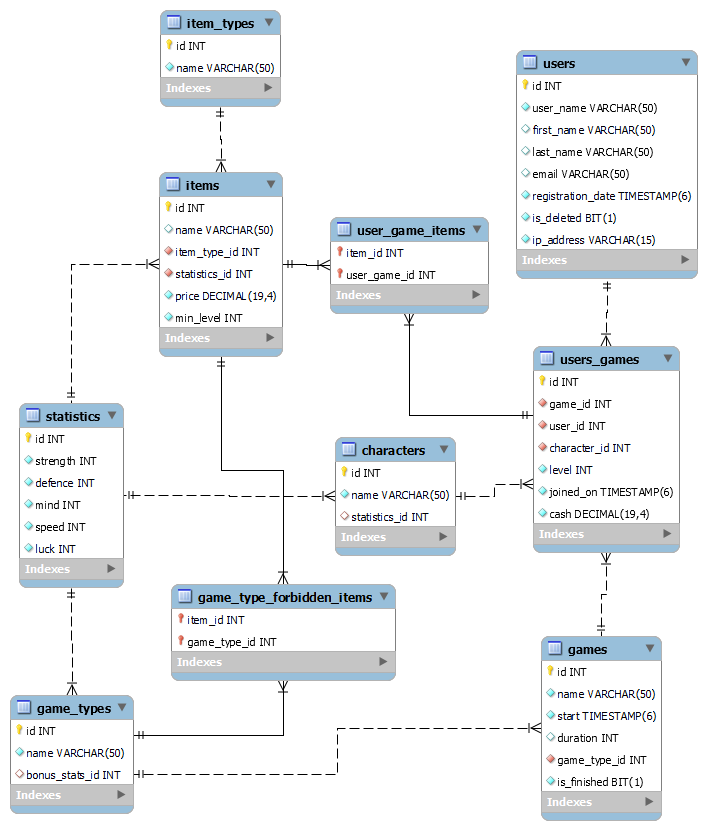 item_types
id INT
name VARCHAR(50)
Indexes
users
id INT
user_name VARCHAR(50)
first_name VARCHAR(50)
last_name VARCHAR(50)
email VARCHAR(50)
registration_date TIMESTAMP(6)
is_deleted BIT(1)
ip_address VARCHAR(15)
Indexes
items
id INT
name VARCHAR(50)
item_type_id INT
statistics_id INT
price DECIMAL(19,4)
min_level INT
Indexes
user_game_items
item_id INT
user_game_id INT
Indexes
users_games
id INT
game_id INT
user_id INT
character_id INT
level INT
joined_on TIMESTAMP(6)
cash DECIMAL(19,4)
Indexes
statistics
id INT
strength INT
defence INT
mind INT
speed INT
luck INT
Indexes
characters
id INT
name VARCHAR(50)
statistics_id INT
Indexes
game_type_forbidden_items
item_id INT
game_type_id INT
Indexes
games
id INT
name VARCHAR(50)
start TIMESTAMP(6)
duration INT
game_type_id INT
is_finished BIT(1)
Indexes
game_types
id INT
name VARCHAR(50)
bonus_stats_id INT
Indexes